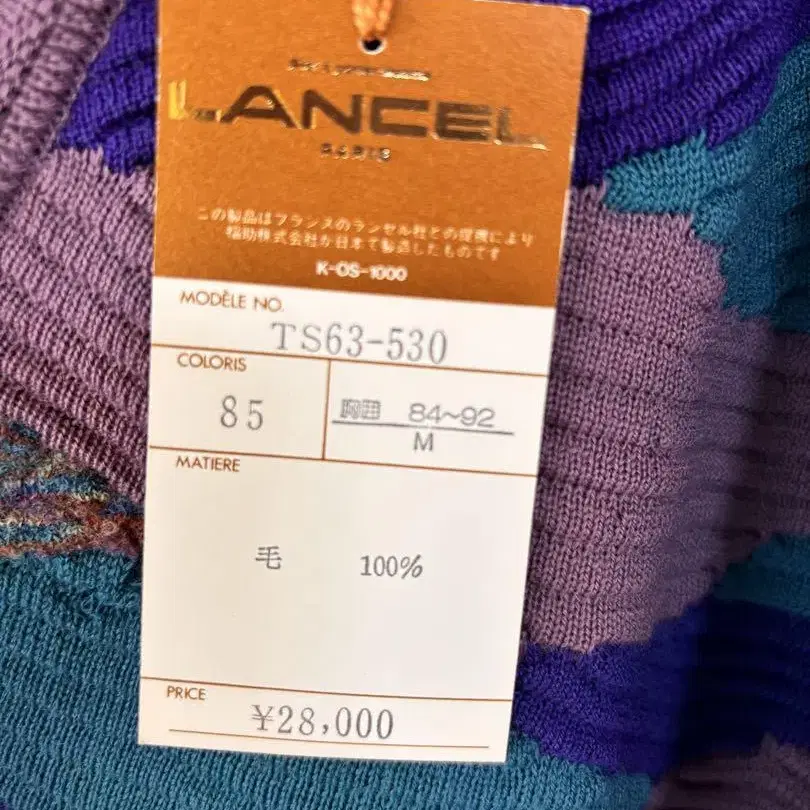 LANCEL
PARIS
この製品はフランスのランセル社との提携により
福助株式会社が日本で製造したものです
K-OS-1000
MODÈLE NO.
TS63-530
COLORIS
85
胸囲 84~92
M
MATIERE
毛 100%
PRICE
¥28,000